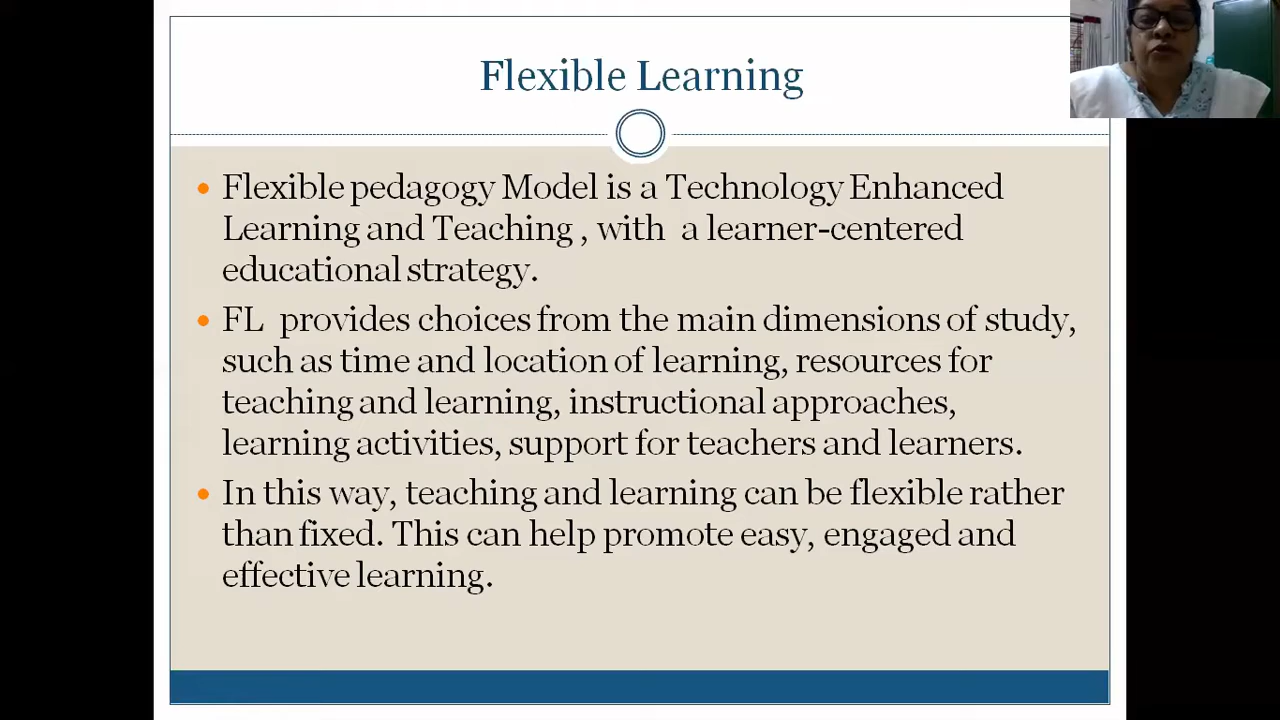 Flexible Learning
Flexible pedagogy Model is a Technology Enhanced
Learning and Teaching , with a learner-centered
educational strategy.
FL provides choices from the main dimensions of study,
such as time and location of learning, resources for
teaching and learning, instructional approaches,
learning activities, support for teachers and learners.
In this way, teaching and learning can be flexible rather
than fixed. This can help promote easy, engaged and
effective learning.